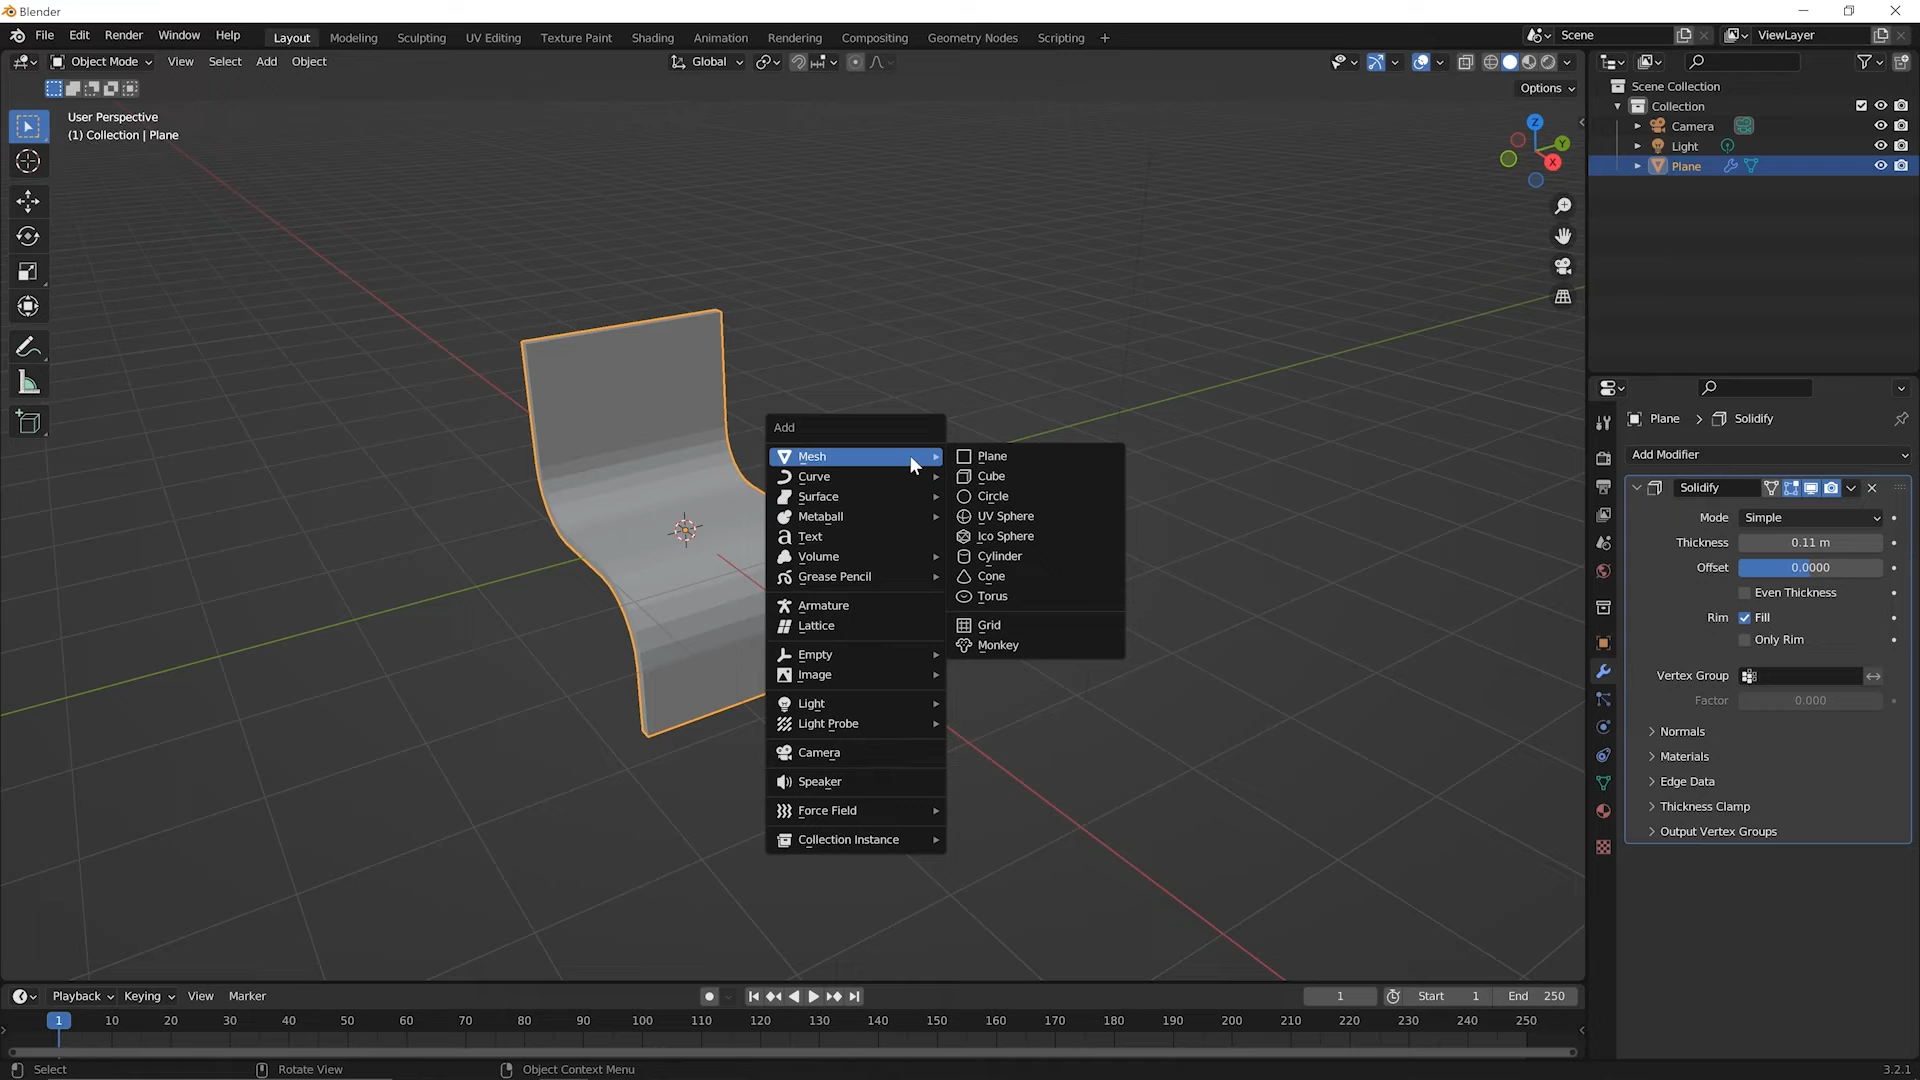 Blender
File Edit Render Window Help
Layout Modeling Sculpting UV Editing Texture Paint Shading Animation Rendering Compositing Geometry Nodes Scripting +
Scene
ViewLayer
Object Mode View Select Add Object
Global
Options
User Perspective
(1) Collection | Plane
Z
Y
X
Scene Collection
Collection
Camera
Light
Plane
Add
Mesh
Curve
Surface
Metaball
Text
Volume
Grease Pencil
Armature
Lattice
Empty
Image
Light
Light Probe
Camera
Speaker
Force Field
Collection Instance
Plane
Cube
Circle
UV Sphere
Ico Sphere
Cylinder
Cone
Torus
Grid
Monkey
Plane > Solidify
Add Modifier
Solidify
Mode Simple
Thickness 0.11 m
Offset 0.0000
Even Thickness
Rim Fill
Only Rim
Vertex Group
Factor 0.000
Normals
Materials
Edge Data
Thickness Clamp
Output Vertex Groups
Playback Keying View Marker
1
Start 1
End 250
1 10 20 30 40 50 60 70 80 90 100 110 120 130 140 150 160 170 180 190 200 210 220 230 240 250
Select
Rotate View
Object Context Menu
3.2.1